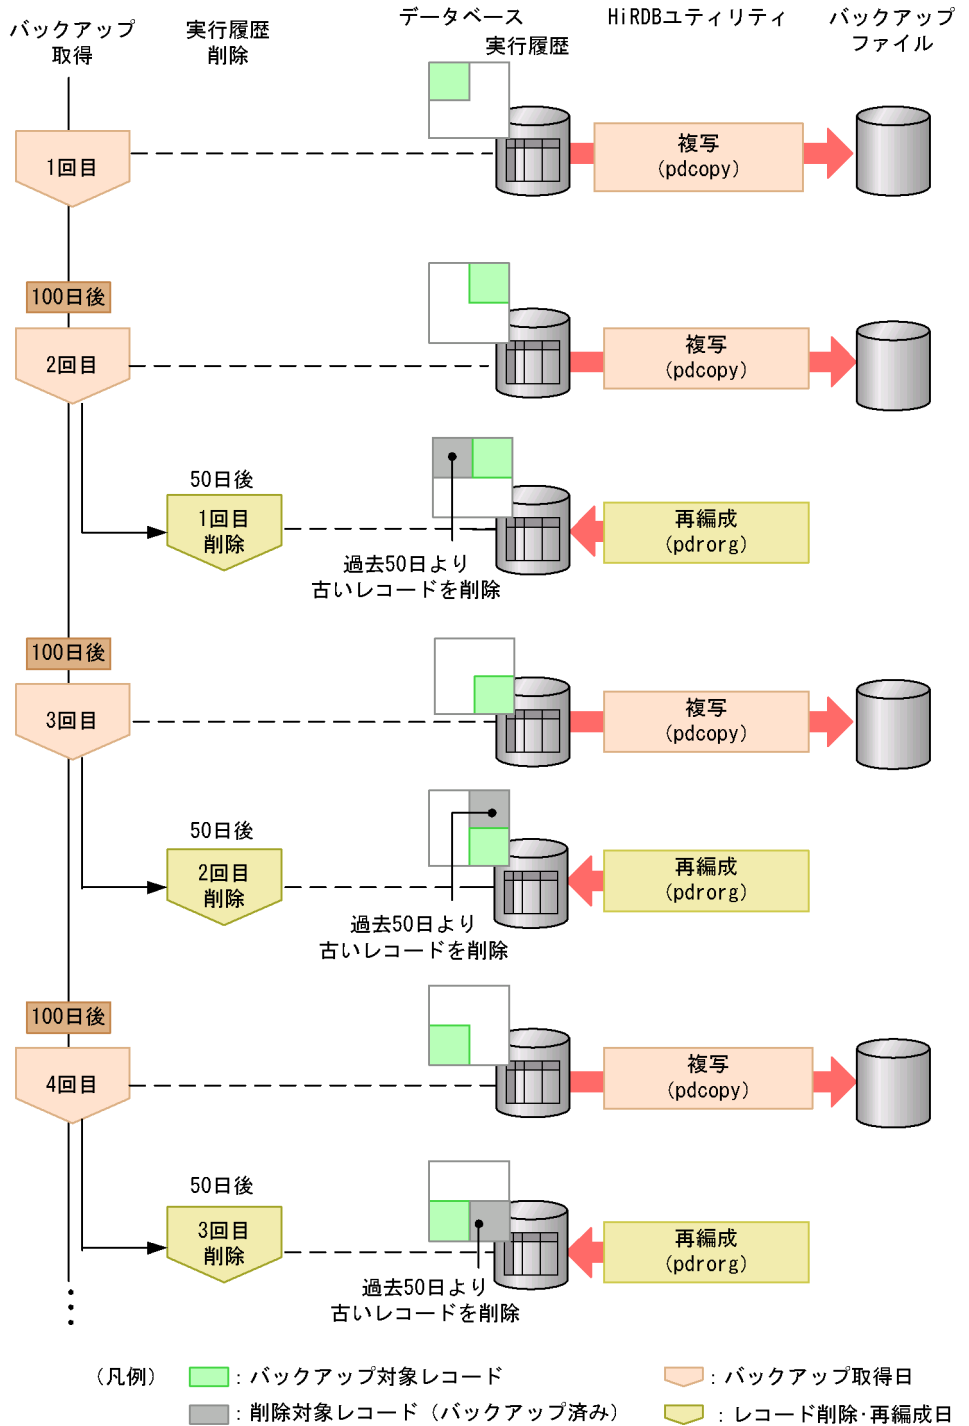 バックアップ
取得
実行履歴
削除
データベース
実行履歴
HiRDBユティリティ
バックアップ
ファイル
1回目
複写
(pdcopy)
100日後
2回目
複写
(pdcopy)
50日後
1回目
削除
過去50日より
古いレコードを削除
再編成
(pdrorg)
100日後
3回目
複写
(pdcopy)
50日後
2回目
削除
過去50日より
古いレコードを削除
再編成
(pdrorg)
100日後
4回目
複写
(pdcopy)
50日後
3回目
削除
過去50日より
古いレコードを削除
再編成
(pdrorg)
(凡例)
：バックアップ対象レコード
：バックアップ取得日
：削除対象レコード（バックアップ済み）
：レコード削除・再編成日